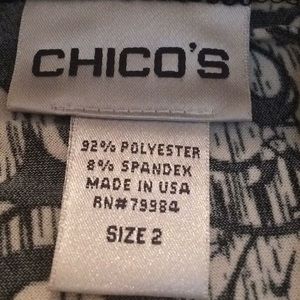 CHICO'S
92% POLYESTER
8% SPANDEX
MADE IN USA
RN#79984
SIZE 2